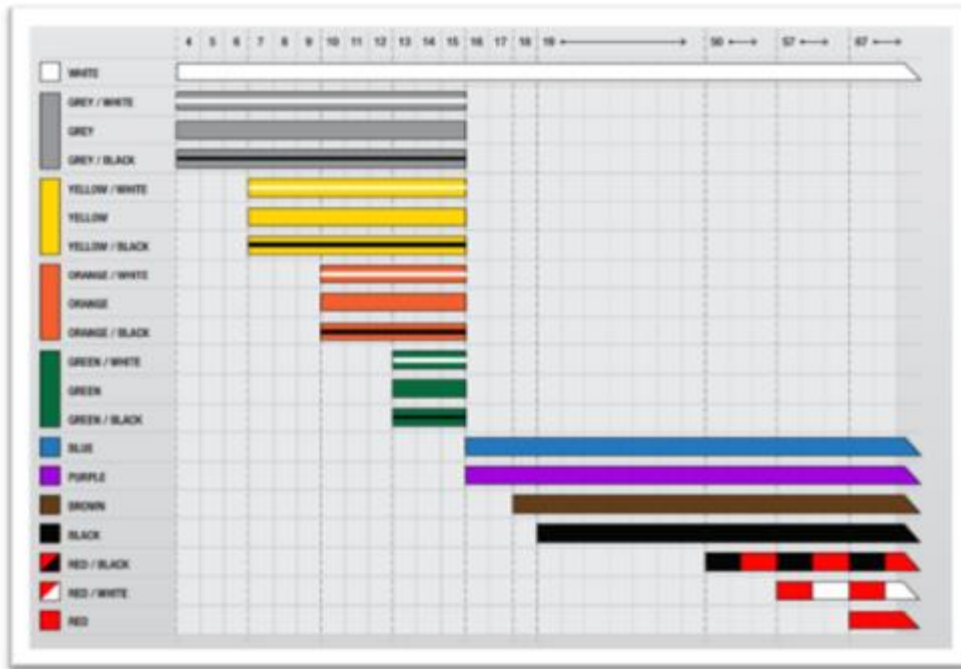 4 5 6 7 8 9 10 11 12 13 14 15 16 17 18 19 50 57 67
WHITE
GREY / WHITE
GREY
GREY / BLACK
YELLOW / WHITE
YELLOW
YELLOW / BLACK
ORANGE / WHITE
ORANGE
ORANGE / BLACK
GREEN / WHITE
GREEN
GREEN / BLACK
BLUE
PURPLE
BROWN
BLACK
RED / BLACK
RED / WHITE
RED